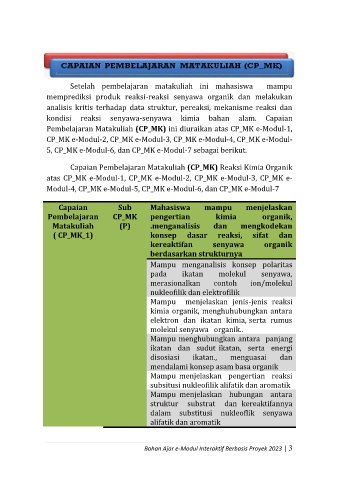 CAPAIAN PEMBELAJARAN MATAKULIAH (CP_MK)
Setelah pembelajaran matakuliah ini mahasiswa mampu
memprediksi produk reaksi-reaksi senyawa organik dan melakukan
analisis kritis terhadap data struktur, pereaksi, mekanisme reaksi dan
kondisi reaksi senyawa-senyawa kimia bahan alam. Capaian
Pembelajaran Matakuliah (CP_MK) ini diuraikan atas CP_MK e-Modul-1,
CP_MK e-Modul-2, CP_MK e-Modul-3, CP_MK e-Modul-4, CP_MK e-Modul-
5, CP_MK e-Modul-6, dan CP_MK e-Modul-7 sebagai berikut.
Capaian Pembelajaran Matakuliah (CP_MK) Reaksi Kimia Organik
atas CP_MK e-Modul-1, CP_MK e-Modul-2, CP_MK e-Modul-3, CP_MK e-
Modul-4, CP_MK e-Modul-5, CP_MK e-Modul-6, dan CP_MK e-Modul-7
Capaian
Pembelajaran
Matakuliah
( CP_MK_1)
Sub
CP_MK
(P)
Mahasiswa mampu menjelaskan
pengertian kimia organik,
.menganalisis dan mengkodekan
konsep dasar reaksi, sifat dan
kereaktifan senyawa organik
berdasarkan strukturnya
Mampu menganalisis konsep polaritas
pada ikatan molekul senyawa,
merasionalkan contoh ion/molekul
nukleofilik dan elektrofilik
Mampu menjelaskan jenis-jenis reaksi
kimia organik, menghuhubungkan antara
elektron dan ikatan kimia, serta rumus
molekul senyawa organik..
Mampu menghubungkan antara panjang
ikatan dan sudut ikatan, serta energi
disosiasi ikatan., menguasai dan
mendalami konsep asam basa organik
Mampu menjelaskan pengertian reaksi
subsitusi nukleofilik alifatik dan aromatik
Mampu menjelaskan hubungan antara
struktur substrat dan kereaktifannya
dalam substitusi nukleoflik senyawa
alifatik dan aromatik
Bahan Ajar e-Modul Interaktif Berbasis Proyek 2023 | 3